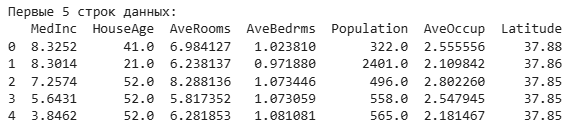 Первые 5 строк данных:
MedInc HouseAge AveRooms AveBedrms Population AveOccup Latitude
0 8.3252 41.0 6.984127 1.023810 322.0 2.555556 37.88
1 8.3014 21.0 6.238137 0.971880 2401.0 2.109842 37.86
2 7.2574 52.0 8.288136 1.073446 496.0 2.802260 37.85
3 5.6431 52.0 5.817352 1.073059 558.0 2.547945 37.85
4 3.8462 52.0 6.281853 1.081081 565.0 2.181467 37.85